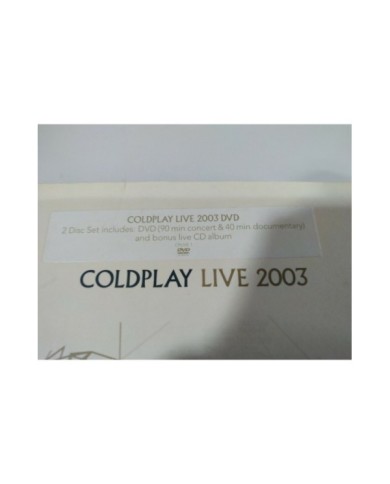 COLDPLAY LIVE 2003 DVD
2 Disc Set includes DVD (90 min concert & 40 min documentary)
and bonus live CD album
DVD
COLDPLAY LIVE 2003